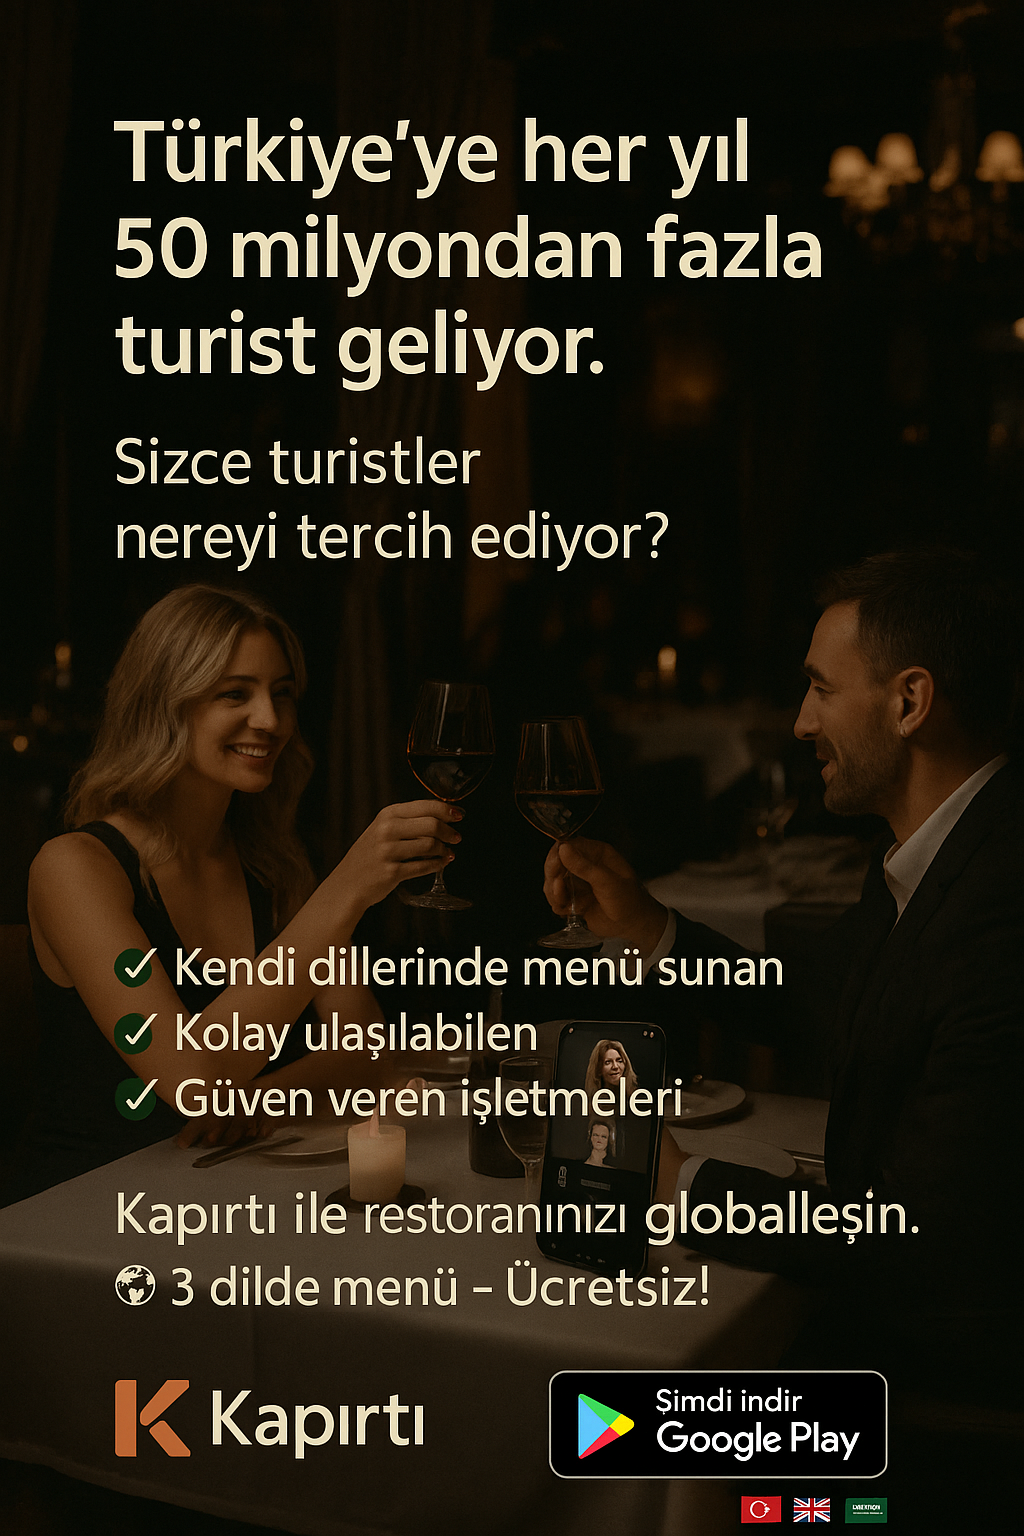 Türkiye'ye her yıl
50 milyondan fazla
turist geliyor.
Sizce turistler
nereyi tercih ediyor?
Kendi dillerinde menü sunan
Kolay ulaşılabilen
Güven veren işletmeleri
Kapırtı ile restoranınızı globalleşin.
3 dilde menü – Ücretsiz!
Kapırtı
Şimdi indir
Google Play